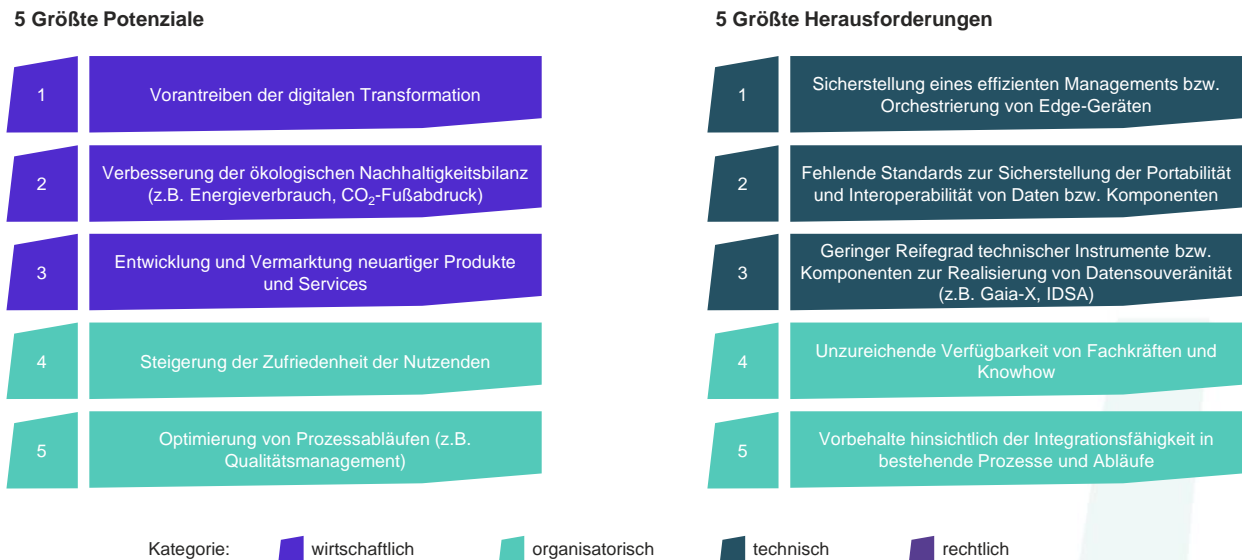 5 Größte Potenziale
1
Vorantreiben der digitalen Transformation
2
Verbesserung der ökologischen Nachhaltigkeitsbilanz
(z.B. Energieverbrauch, CO₂-Fußabdruck)
3
Entwicklung und Vermarktung neuartiger Produkte
und Services
4
Steigerung der Zufriedenheit der Nutzenden
5
Optimierung von Prozessabläufen (z.B.
Qualitätsmanagement)
5 Größte Herausforderungen
1
Sicherstellung eines effizienten Managements bzw.
Orchestrierung von Edge-Geräten
2
Fehlende Standards zur Sicherstellung der Portabilität
und Interoperabilität von Daten bzw. Komponenten
3
Geringer Reifegrad technischer Instrumente bzw.
Komponenten zur Realisierung von Datensouveränität
(z.B. Gaia-X, IDSA)
4
Unzureichende Verfügbarkeit von Fachkräften und
Knowhow
5
Vorbehalte hinsichtlich der Integrationsfähigkeit in
bestehende Prozesse und Abläufe
Kategorie: wirtschaftlich organisatorisch technisch rechtlich